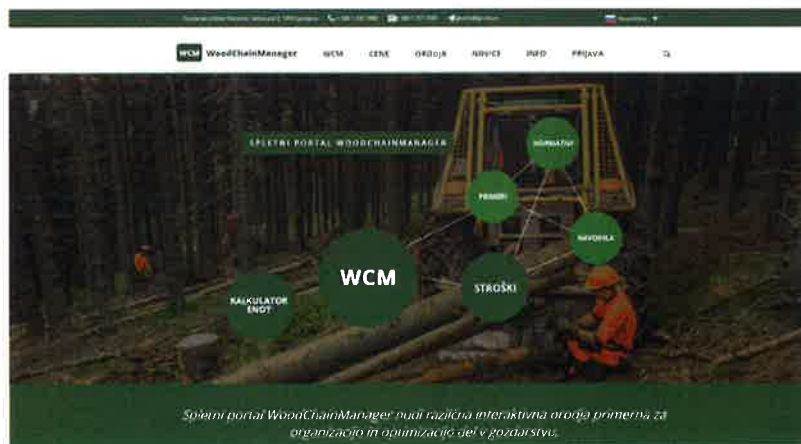 WCM WoodChainManager WCM CENE ORODJA NOVICE INFO PRIJAVA
SPLETNI PORTAL WOODCHAINMANAGER
NORMATIVI
PRIMERI
NAVODILA
WCM
STROŠKI
KALKULATOR
ENOT
Spletni portal WoodChainManager nudi različna interaktivna orodja primerna za
organizacijo in optimizacijo del v gozdarstvu.